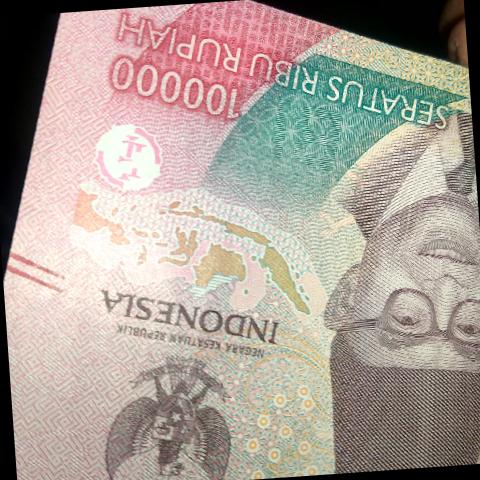 NEGARA KESATUAN REPUBLIK
INDONESIA
100000
SERATUS RIBU RUPIAH